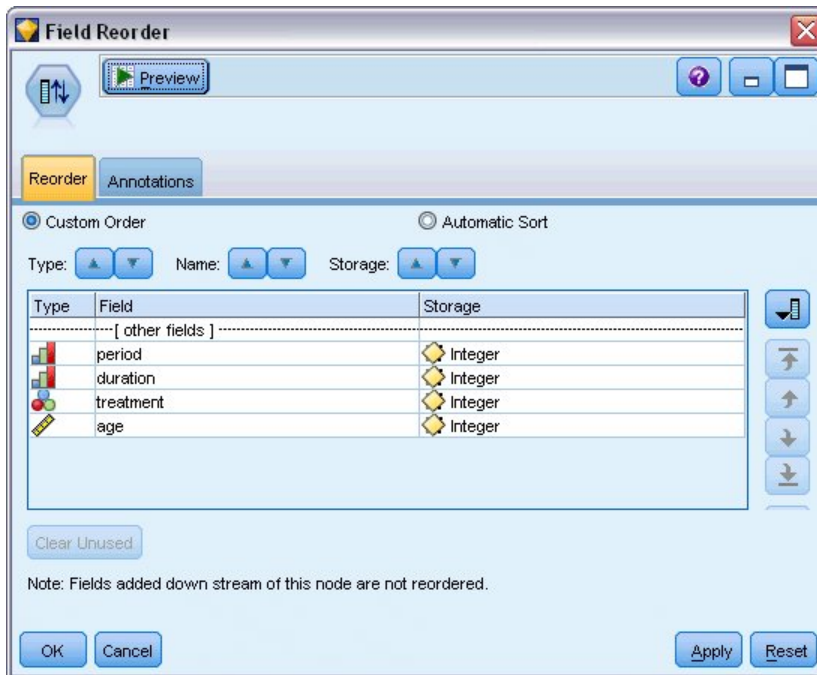 Field Reorder
Preview
Reorder Annotations
Custom Order Automatic Sort
Type: Name: Storage:
Type Field Storage
[ other fields ]
period Integer
duration Integer
treatment Integer
age Integer
Clear Unused
Note: Fields added down stream of this node are not reordered.
OK Cancel Apply Reset